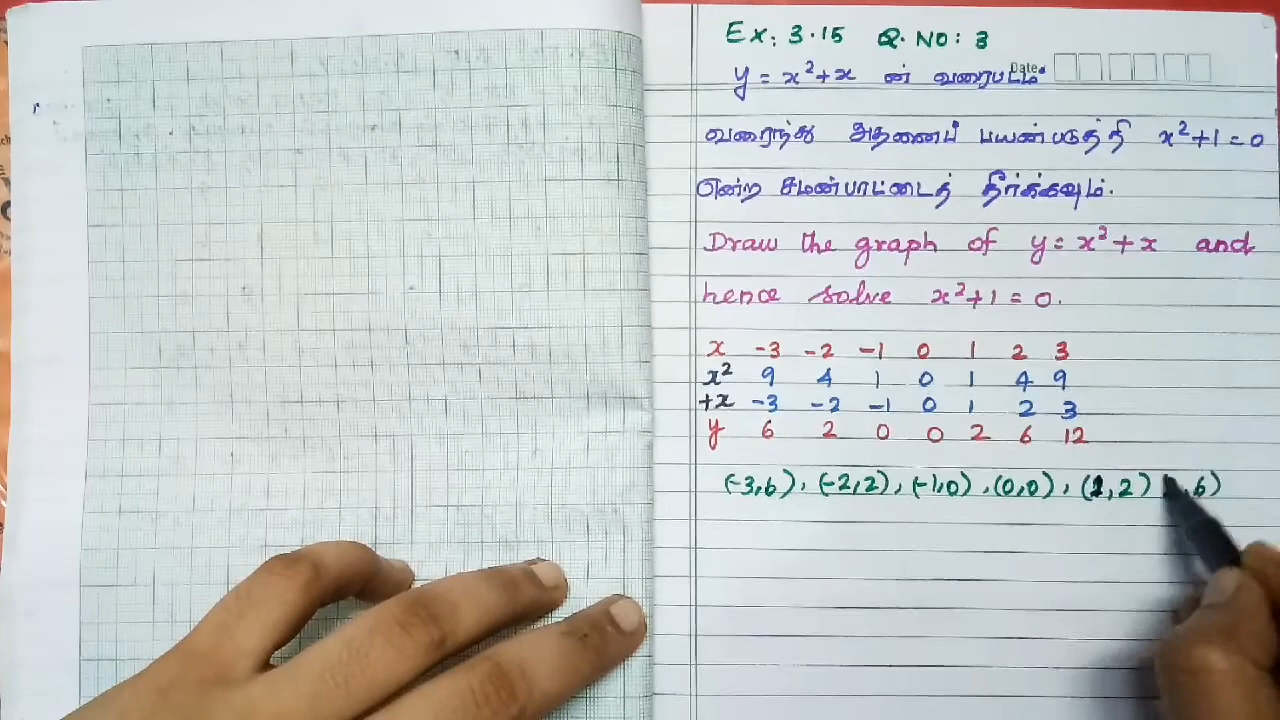 Ex: 3.15 Q. NO: 3
y = x²+x ன் வரைபடம்
Date
வரைந்து அதனைப் பயன்படுத்தி x²+1=0
என்ற சமன்பாட்டைத் தீர்க்கவும்.
Draw the graph of y = x²+x and
hence solve x²+1=0.
x -3 -2 -1 0 1 2 3
x² 9 4 1 0 1 4 9
+x -3 -2 -1 0 1 2 3
y 6 2 0 0 2 6 12
(-3,6), (-2,2), (-1,0), (0,0), (1,2) ,6)